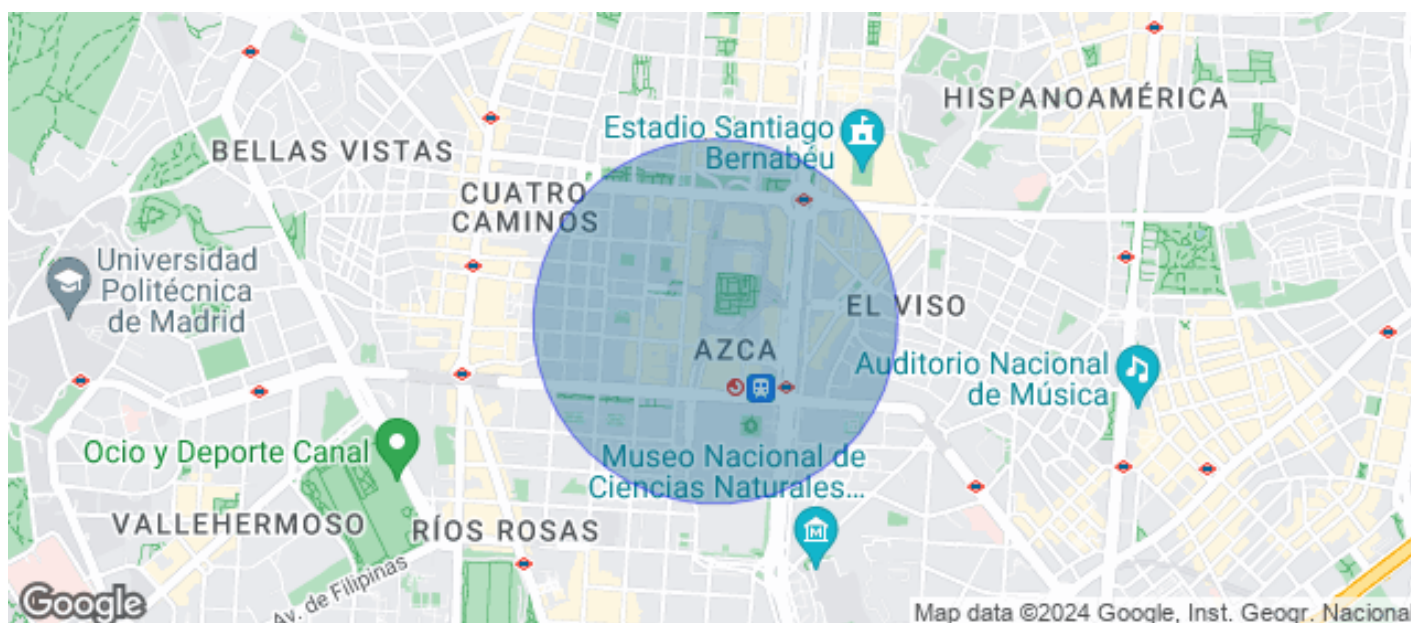 HISPANOAMÉRICA
Estadio Santiago
Bernabéu
BELLAS VISTAS
CUATRO
CAMINOS
Universidad
Politécnica
de Madrid
EL VISO
AZCA
Auditorio Nacional
de Música
Ocio y Deporte Canal
Museo Nacional de
Ciencias Naturales...
VALLEHERMOSO
RÍOS ROSAS
M
Av. de Filipinas
Google
Map data ©2024 Google, Inst. Geogr. Nacional